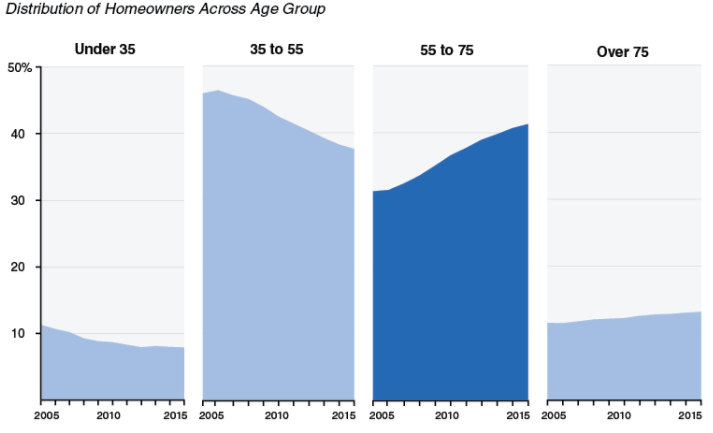 Distribution of Homeowners Across Age Group
Under 35
35 to 55
55 to 75
Over 75
50%
40
30
20
10
2005 2010 2015
2005 2010 2015
2005 2010 2015
2005 2010 2015